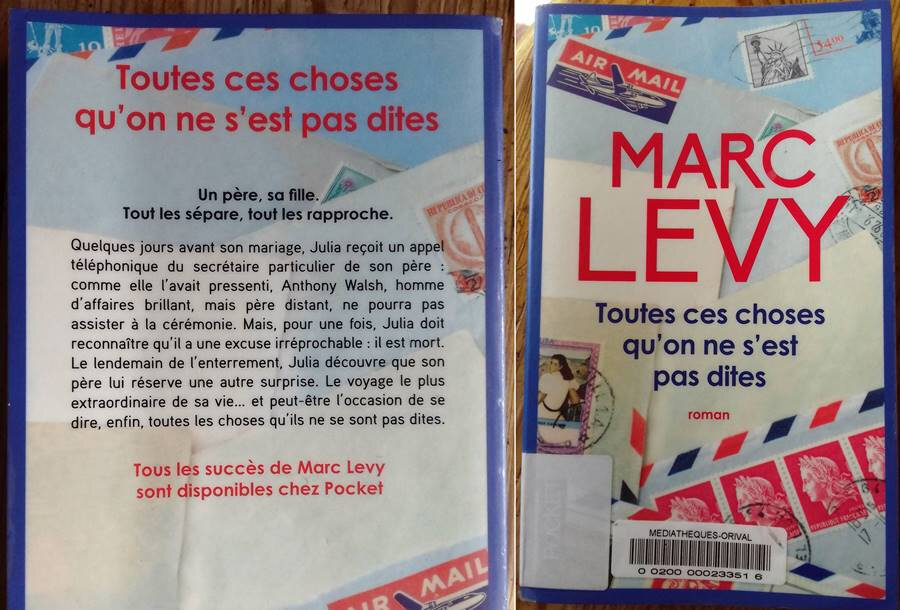 10
Toutes ces choses
qu'on ne s'est pas dites
Un père, sa fille.
Tout les sépare, tout les rapproche.
Quelques jours avant son mariage, Julia reçoit un appel
téléphonique du secrétaire particulier de son père :
comme elle l'avait pressenti, Anthony Walsh, homme
d'affaires brillant, mais père distant, ne pourra pas
assister à la cérémonie. Mais, pour une fois, Julia doit
reconnaître qu'il a une excuse irréprochable : il est mort.
Le lendemain de l'enterrement, Julia découvre que son
père lui réserve une autre surprise. Le voyage le plus
extraordinaire de sa vie... et peut-être l'occasion de se
dire, enfin, toutes les choses qu'ils ne se sont pas dites.
Tous les succès de Marc Levy
sont disponibles chez Pocket
AIR MAIL
$4.00
AIR MAIL
MARC
LEVY
Toutes ces choses
qu'on ne s'est
pas dites
roman
POCKET
MEDIATHEQUES-ORIVAL
0 0200 00023351 6